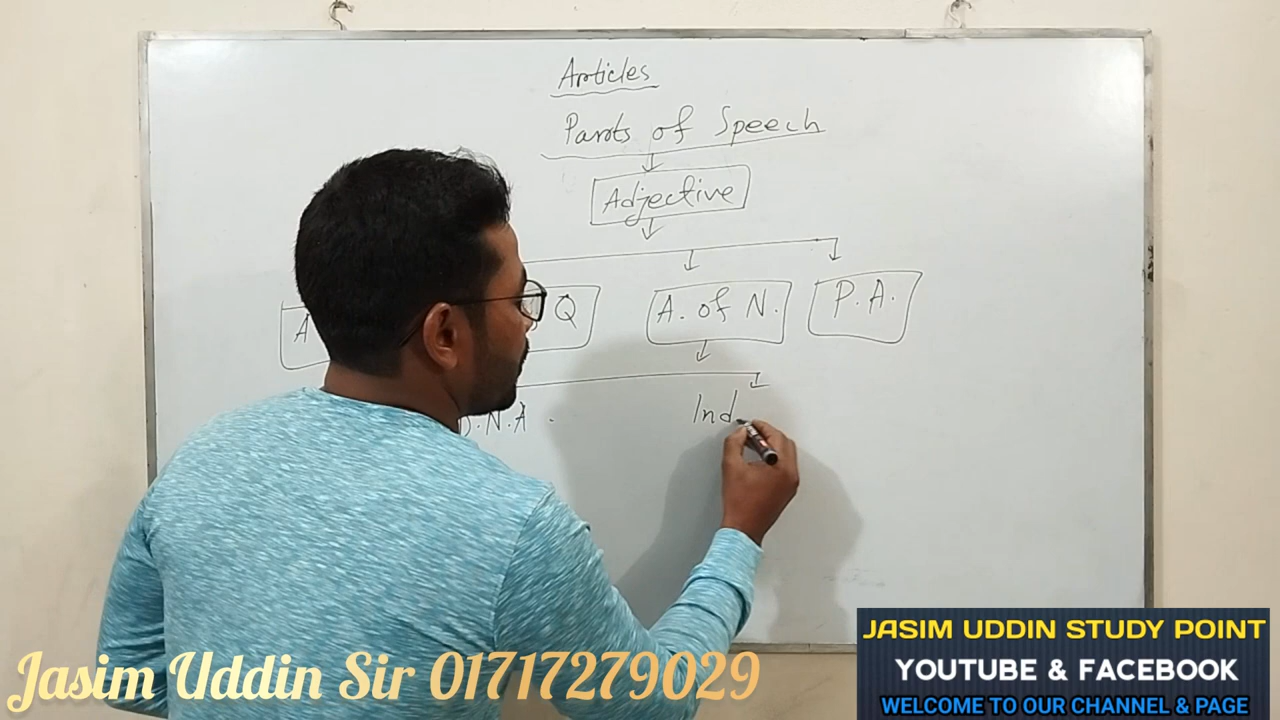 Articles
Parts of Speech
Adjective
A Q A. of N. P.A.
D.N.A. Ind
Jasim Uddin Sir 01717279029
JASIM UDDIN STUDY POINT
YOUTUBE & FACEBOOK
WELCOME TO OUR CHANNEL & PAGE